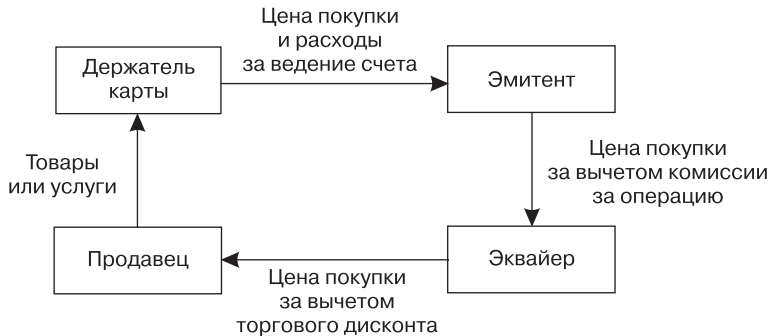 Цена покупки
и расходы
за ведение счета
Держатель
карты
Эмитент
Товары
или услуги
Цена покупки
за вычетом комиссии
за операцию
Продавец
Эквайер
Цена покупки
за вычетом
торгового дисконта